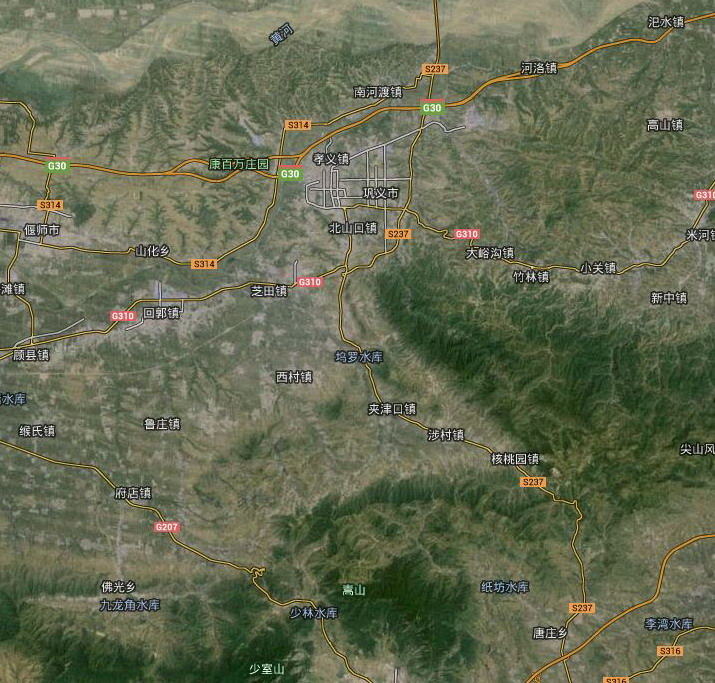 汜水镇
黄河
河洛镇
S237
南河渡镇
G30
S314
高山镇
孝义镇
康百万庄园
G30
G30
巩义市
G310
S314
偃师市
北山口镇
S237
G310
米河镇
山化乡
大峪沟镇
S314
竹林镇
小关镇
滩镇
芝田镇
G310
新中镇
G310
回郭镇
顾县镇
坞罗水库
西村镇
水库
夹津口镇
鲁庄镇
缑氏镇
涉村镇
尖山风
核桃园镇
S237
府店镇
G207
佛光乡
嵩山
纸坊水库
九龙角水库
少林水库
S237
李湾水库
唐庄乡
S316
少室山
S316